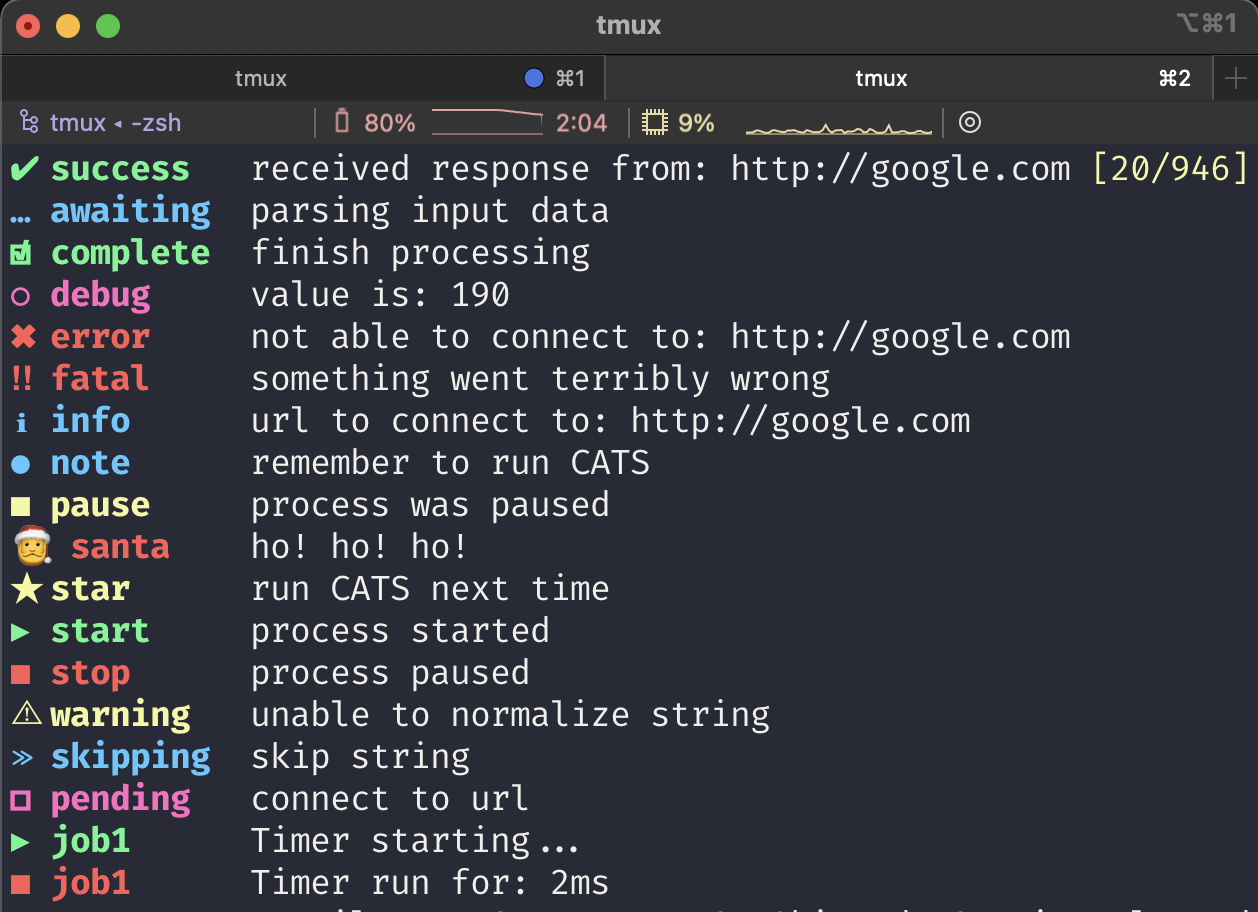 tmux ⌥⌘1
tmux ⌘1 tmux ⌘2 +
tmux ◂ -zsh 80% 2:04 9%
✔ success received response from: http://google.com [20/946]
… awaiting parsing input data
☑ complete finish processing
○ debug value is: 190
✖ error not able to connect to: http://google.com
‼ fatal something went terribly wrong
ℹ info url to connect to: http://google.com
● note remember to run CATS
■ pause process was paused
🎅 santa ho! ho! ho!
★ star run CATS next time
▶ start process started
■ stop process paused
⚠ warning unable to normalize string
» skipping skip string
◻ pending connect to url
▶ job1 Timer starting...
■ job1 Timer run for: 2ms